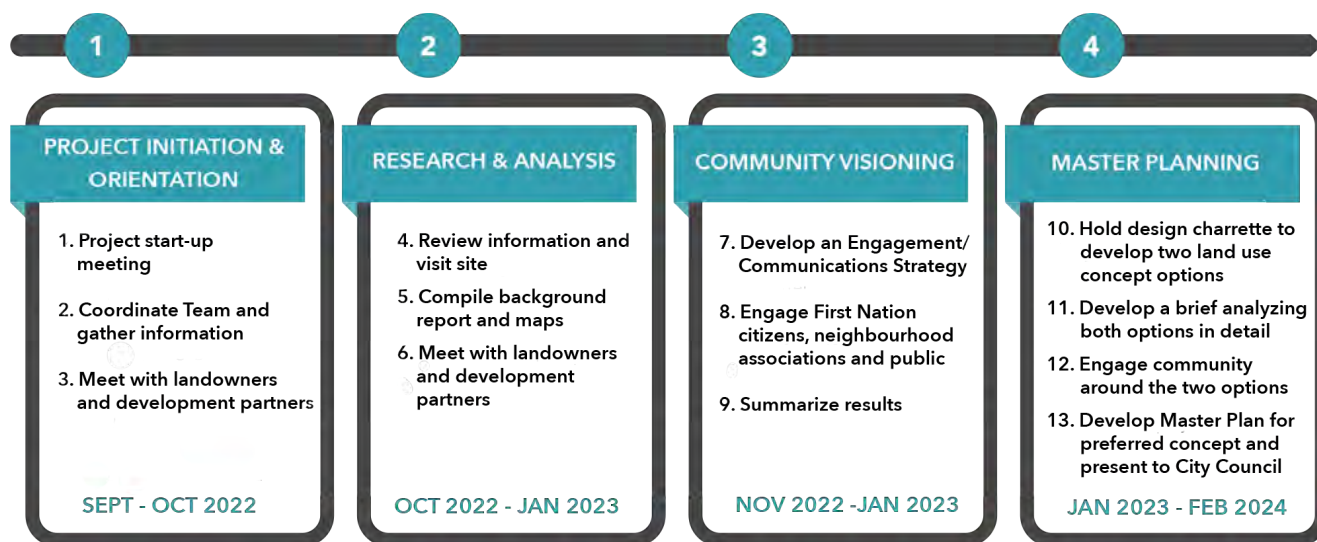 1
2
3
4
PROJECT INITIATION &
ORIENTATION
1. Project start-up
meeting
2. Coordinate Team and
gather information
3. Meet with landowners
and development partners
SEPT - OCT 2022
RESEARCH & ANALYSIS
4. Review information and
visit site
5. Compile background
report and maps
6. Meet with landowners
and development
partners
OCT 2022 - JAN 2023
COMMUNITY VISIONING
7. Develop an Engagement/
Communications Strategy
8. Engage First Nation
citizens, neighbourhood
associations and public
9. Summarize results
NOV 2022 -JAN 2023
MASTER PLANNING
10. Hold design charrette to
develop two land use
concept options
11. Develop a brief analyzing
both options in detail
12. Engage community
around the two options
13. Develop Master Plan for
preferred concept and
present to City Council
JAN 2023 - FEB 2024